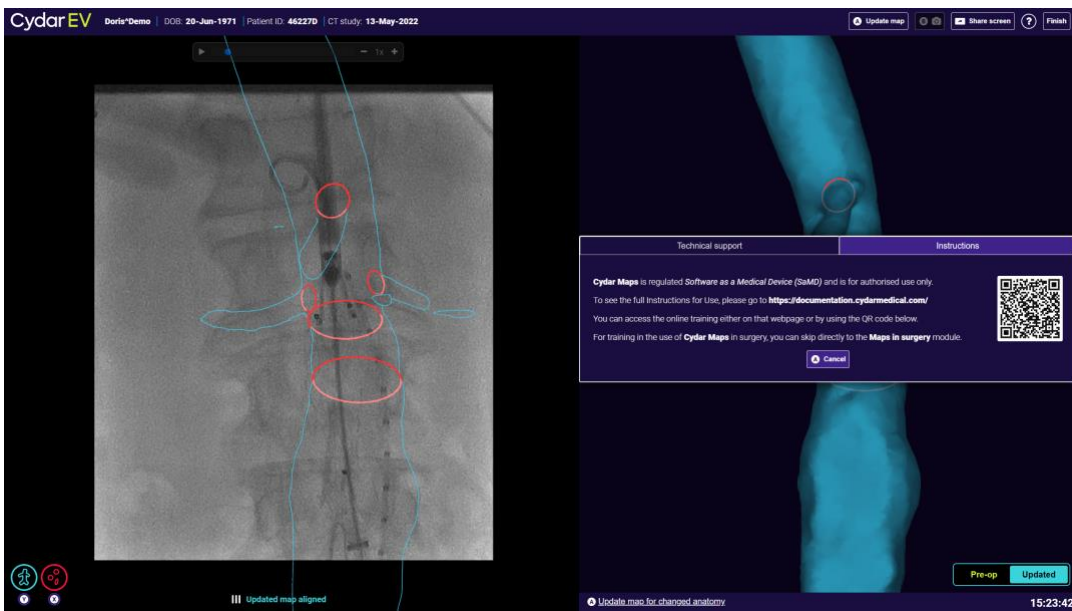 Cydar EV Doris^Demo | DOB: 20-Jun-1971 | Patient ID: 46227D | CT study: 13-May-2022
A Update map B Share screen ? Finish
1x
Technical support Instructions
Cydar Maps is regulated Software as a Medical Device (SaMD) and is for authorised use only.
To see the full Instructions for Use, please go to https://documentation.cydarmedical.com/
You can access the online training either on that webpage or by using the QR code below.
For training in the use of Cydar Maps in surgery, you can skip directly to the Maps in surgery module.
A Cancel
Pre-op Updated
Y X
Updated map aligned
A Update map for changed anatomy
15:23:42